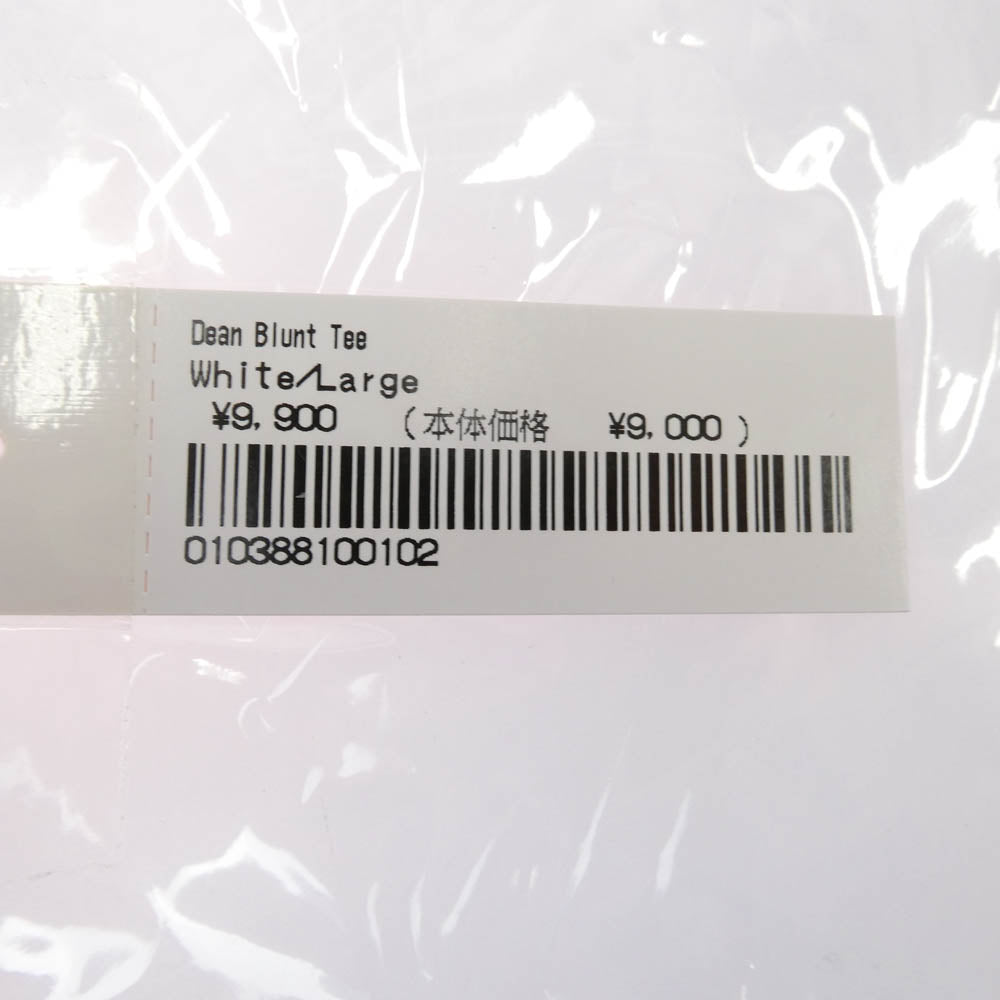 Dean Blunt Tee
White/Large
¥9,900 (本体価格 ¥9,000)
010388100102